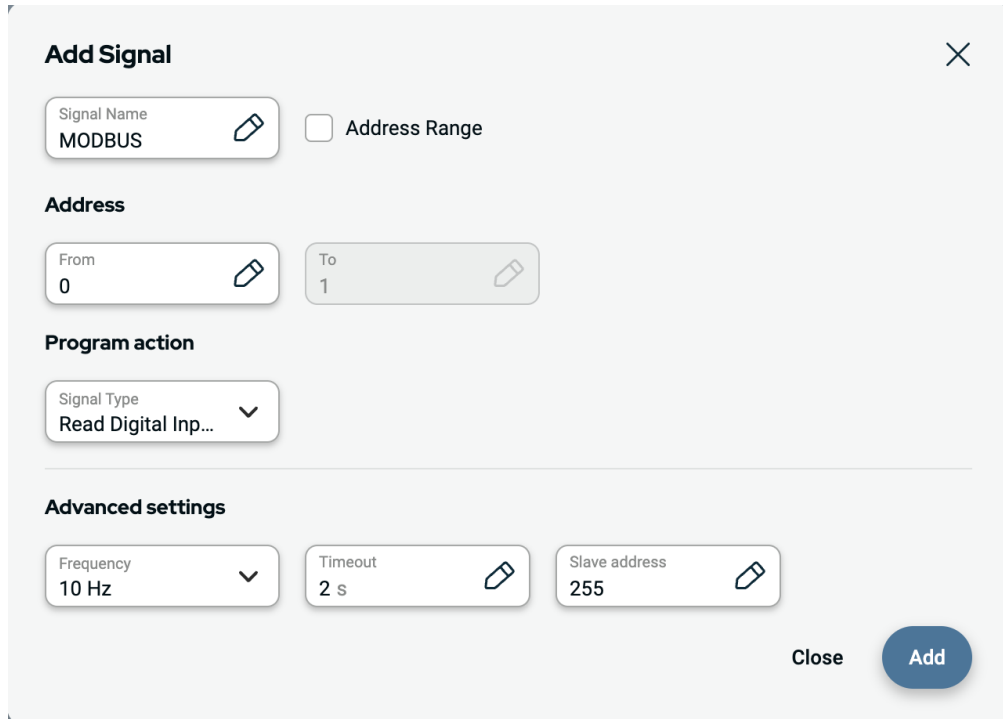 Add Signal
Signal Name
MODBUS
Address Range
Address
From
0
To
1
Program action
Signal Type
Read Digital Inp...
Advanced settings
Frequency
10 Hz
Timeout
2 s
Slave address
255
Close
Add